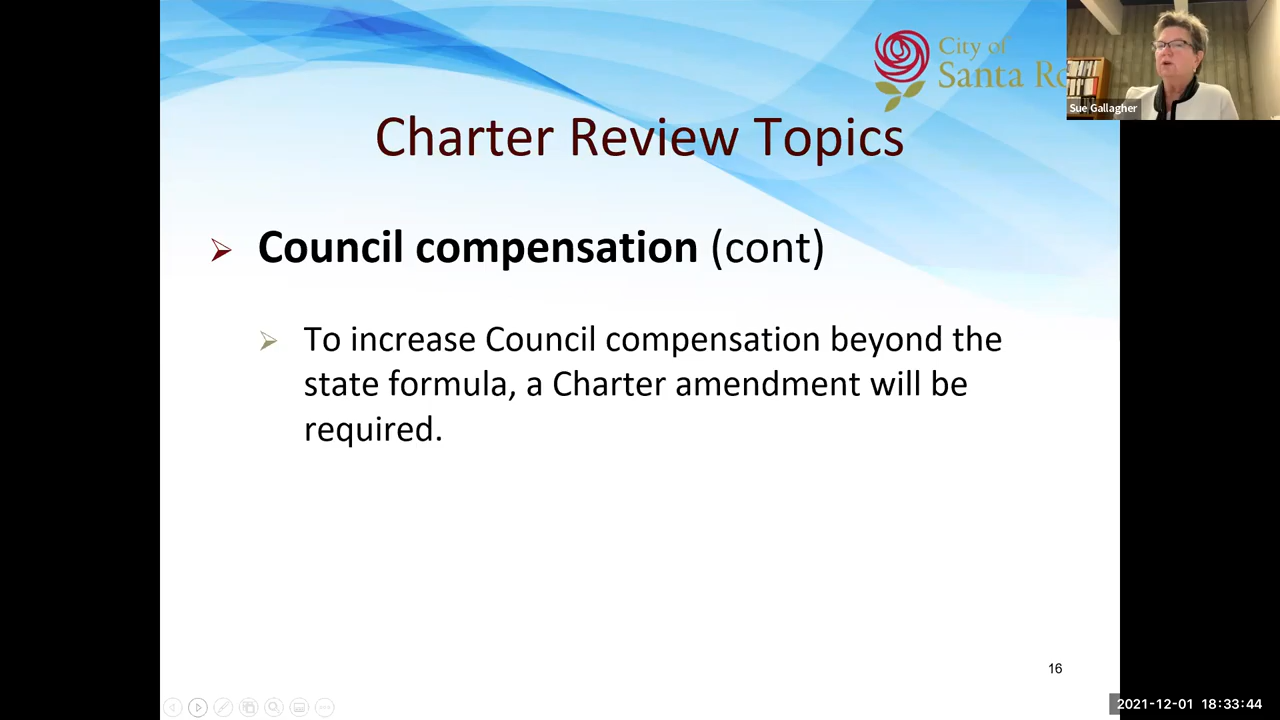 City of
Santa Ro
Sue Gallagher
Charter Review Topics
➢ Council compensation (cont)
➢ To increase Council compensation beyond the
state formula, a Charter amendment will be
required.
16
2021-12-01 18:33:44